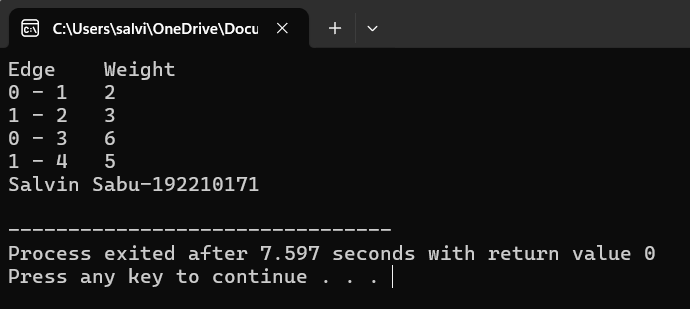 C:\Users\salvi\OneDrive\Docu
Edge    Weight
0 - 1   2
1 - 2   3
0 - 3   6
1 - 4   5
Salvin Sabu-192210171
--------------------------------
Process exited after 7.597 seconds with return value 0
Press any key to continue . . .